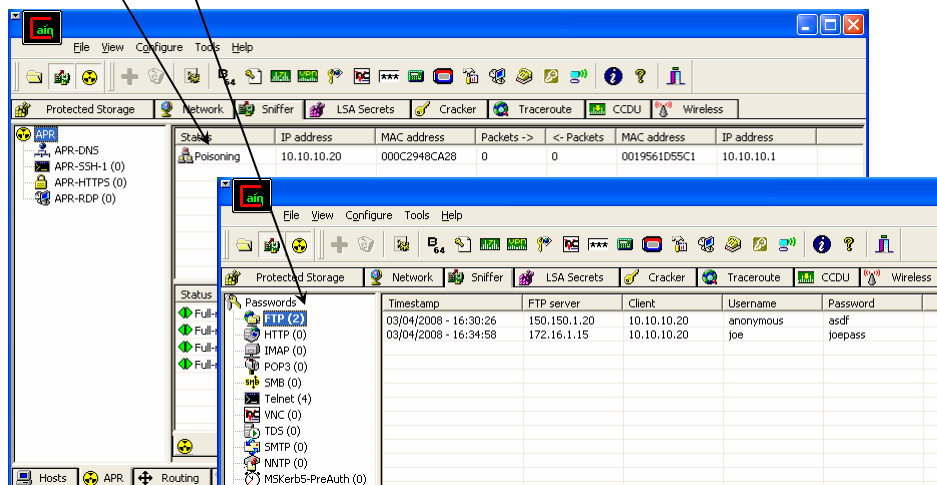 ain
File View Configure Tools Help
Protected Storage Network Sniffer LSA Secrets Cracker Traceroute CCDU Wireless
APR
APR-DNS
APR-SSH-1 (0)
APR-HTTPS (0)
APR-RDP (0)
Status IP address MAC address Packets -> <- Packets MAC address IP address
Poisoning 10.10.10.20 000C2948CA28 0 0 0019561D55C1 10.10.10.1
Status
Full-r
Full-r
Full-r
Full-r
Hosts APR Routing
ain
File View Configure Tools Help
Protected Storage Network Sniffer LSA Secrets Cracker Traceroute CCDU Wireless
Passwords
FTP (2)
HTTP (0)
IMAP (0)
POP3 (0)
SMB (0)
Telnet (4)
VNC (0)
TDS (0)
SMTP (0)
NNTP (0)
MSKerb5-PreAuth (0)
Timestamp FTP server Client Username Password
03/04/2008 - 16:30:26 150.150.1.20 10.10.10.20 anonymous asdf
03/04/2008 - 16:34:58 172.16.1.15 10.10.10.20 joe joepass